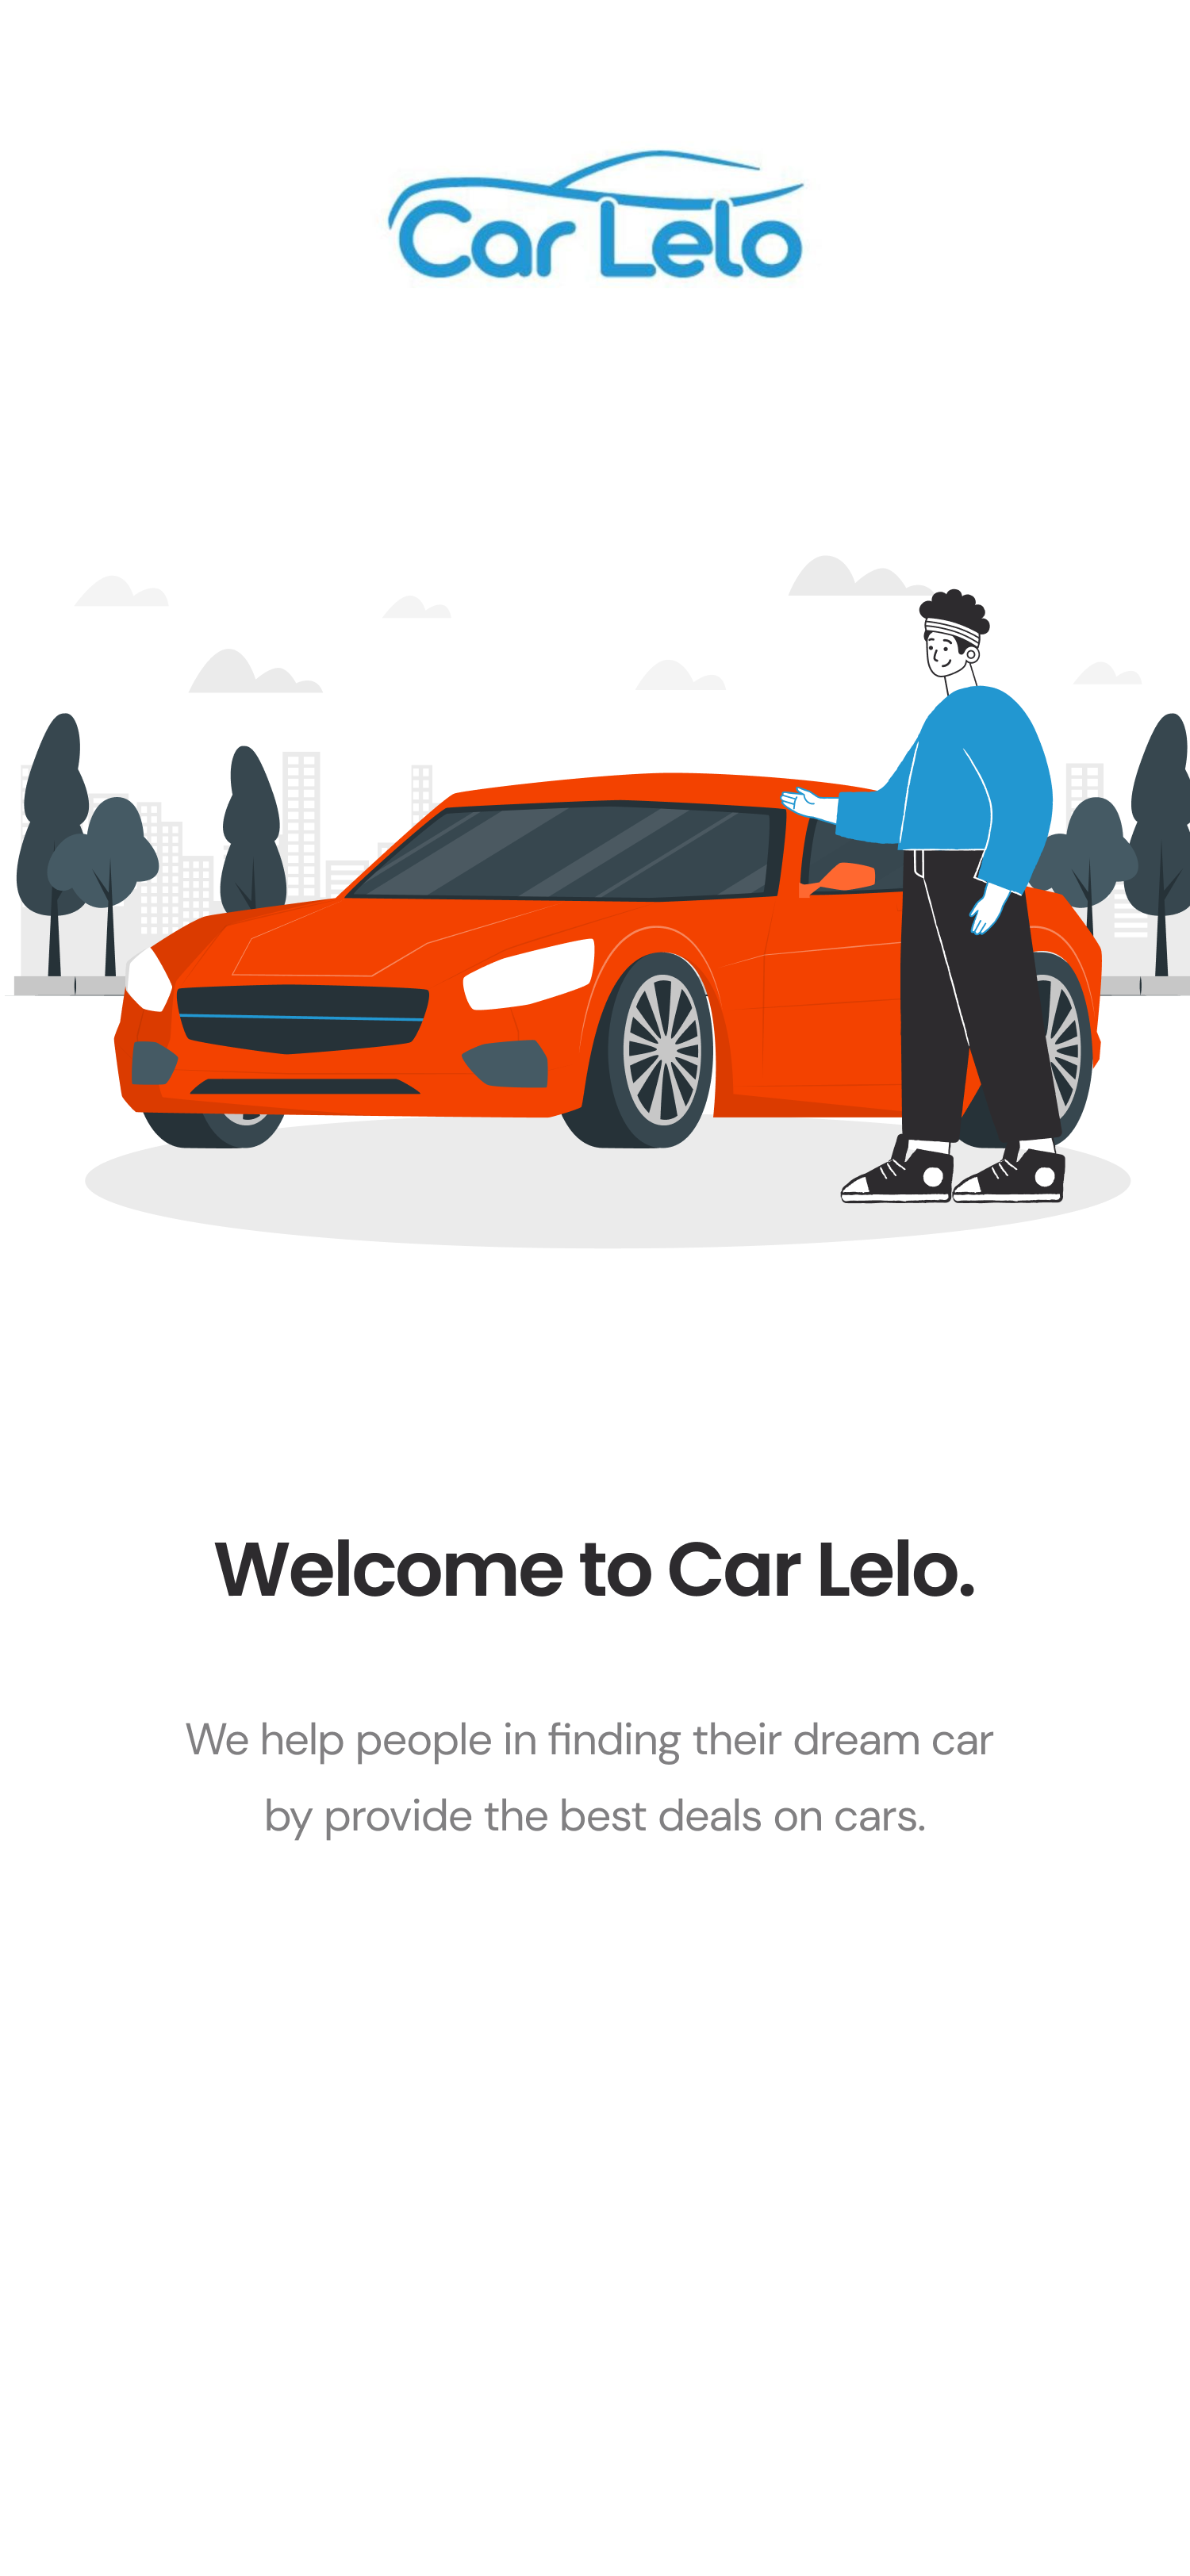 Car Lelo
Welcome to Car Lelo.
We help people in finding their dream car
by provide the best deals on cars.